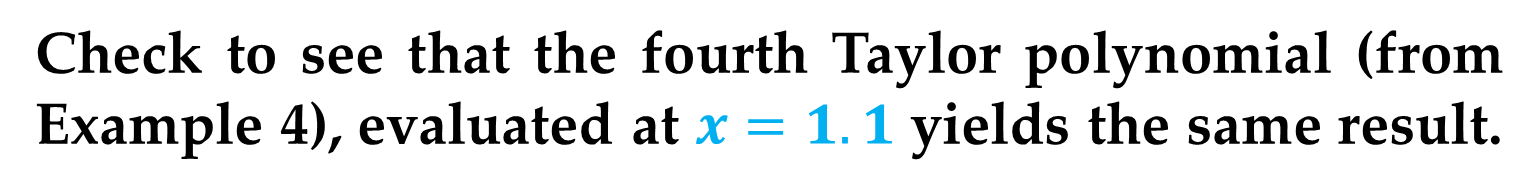 Check to see that the fourth Taylor polynomial (from
Example 4), evaluated at x = 1.1 yields the same result.